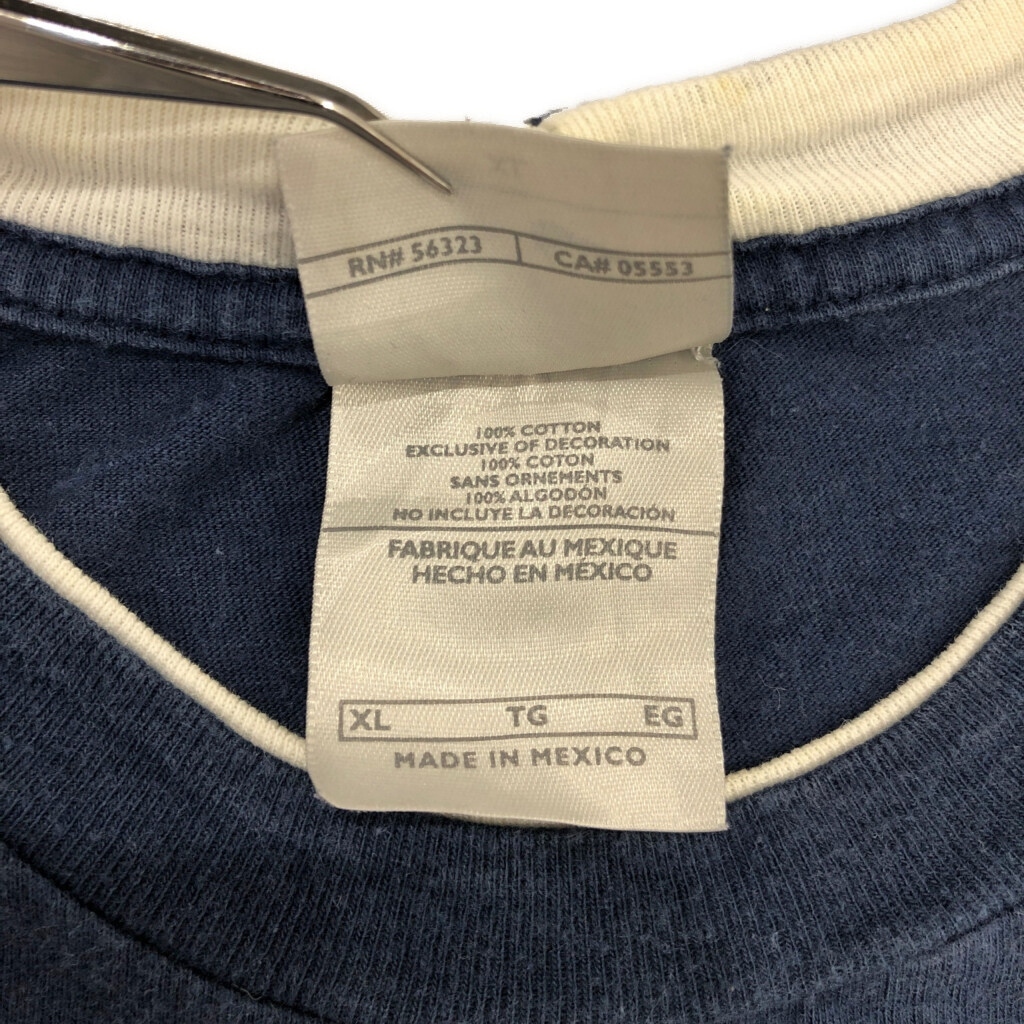 RN# 56323 CA# 05553
100% COTTON
EXCLUSIVE OF DECORATION
100% COTON
SANS ORNEMENTS
100% ALGODÓN
NO INCLUYE LA DECORACIÓN
FABRIQUE AU MEXIQUE
HECHO EN MÉXICO
XL TG EG
MADE IN MEXICO